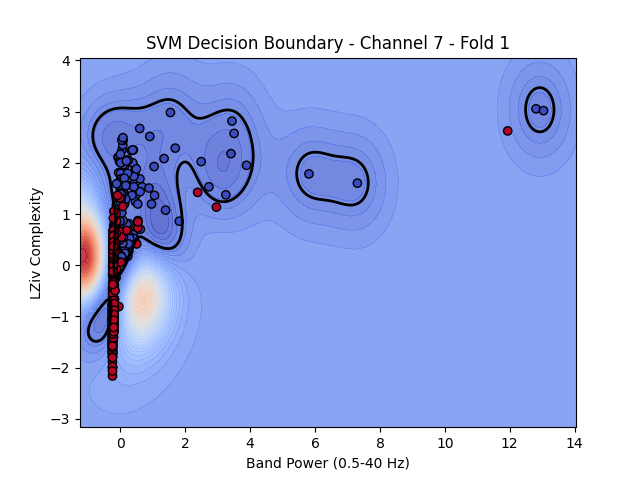 SVM Decision Boundary - Channel 7 - Fold 1
4
3
2
1
0
−1
−2
−3
LZiv Complexity
0 2 4 6 8 10 12 14
Band Power (0.5-40 Hz)